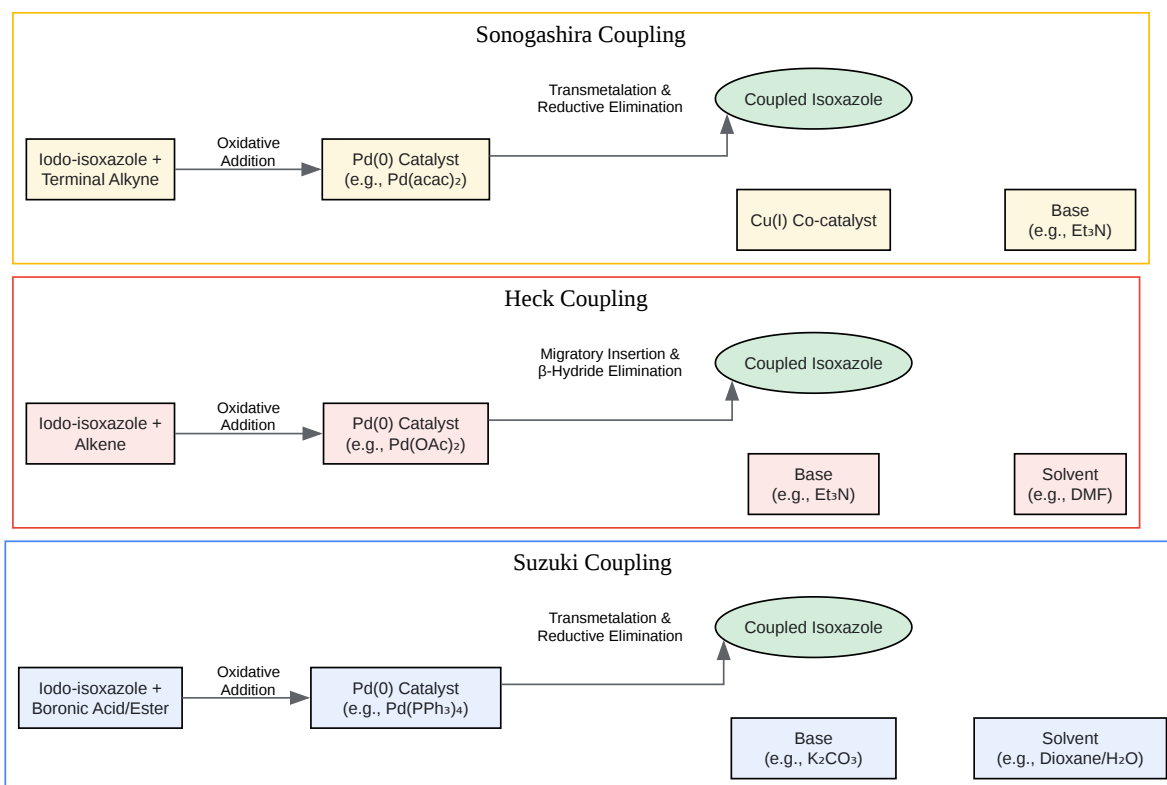 Sonogashira Coupling
Transmetalation &
Reductive Elimination
Coupled Isoxazole
Iodo-isoxazole +
Terminal Alkyne
Oxidative
Addition
Pd(0) Catalyst
(e.g., Pd(acac)₂)
Cu(I) Co-catalyst
Base
(e.g., Et₃N)
Heck Coupling
Migratory Insertion &
β-Hydride Elimination
Coupled Isoxazole
Iodo-isoxazole +
Alkene
Oxidative
Addition
Pd(0) Catalyst
(e.g., Pd(OAc)₂)
Base
(e.g., Et₃N)
Solvent
(e.g., DMF)
Suzuki Coupling
Transmetalation &
Reductive Elimination
Coupled Isoxazole
Iodo-isoxazole +
Boronic Acid/Ester
Oxidative
Addition
Pd(0) Catalyst
(e.g., Pd(PPh₃)₄)
Base
(e.g., K₂CO₃)
Solvent
(e.g., Dioxane/H₂O)